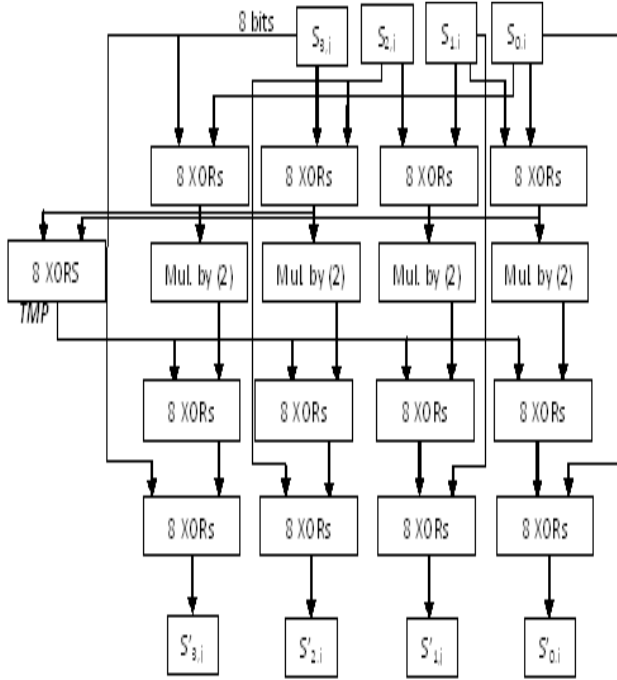 8 bits
S3,i S2,i S1,i S0,i
8 XORs 8 XORs 8 XORs 8 XORs
8 XORS Mul. by (2) Mul. by (2) Mul. by (2) Mul. by (2)
TMP
8 XORs 8 XORs 8 XORs 8 XORs
8 XORs 8 XORs 8 XORs 8 XORs
S'3,i S'2,i S'1,i S'0,i